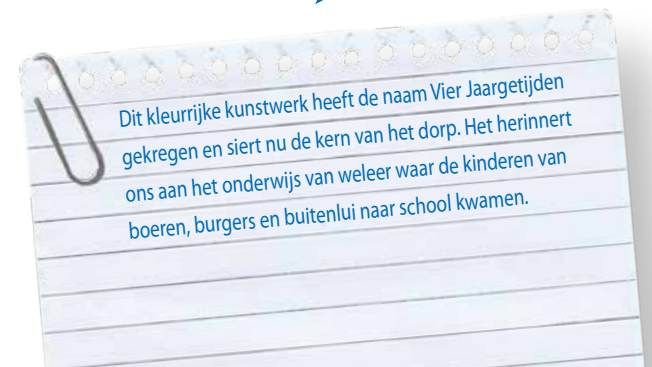 Dit kleurrijke kunstwerk heeft de naam Vier Jaargetijden
gekregen en siert nu de kern van het dorp. Het herinnert
ons aan het onderwijs van weleer waar de kinderen van
boeren, burgers en buitenlui naar school kwamen.